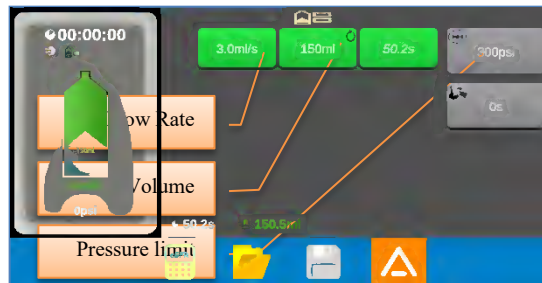 00:00:00
3.0ml/s 150ml 50.2s 300psi
0s
ow Rate
Volume
0psi
50.2s 150.5ml
Pressure limit